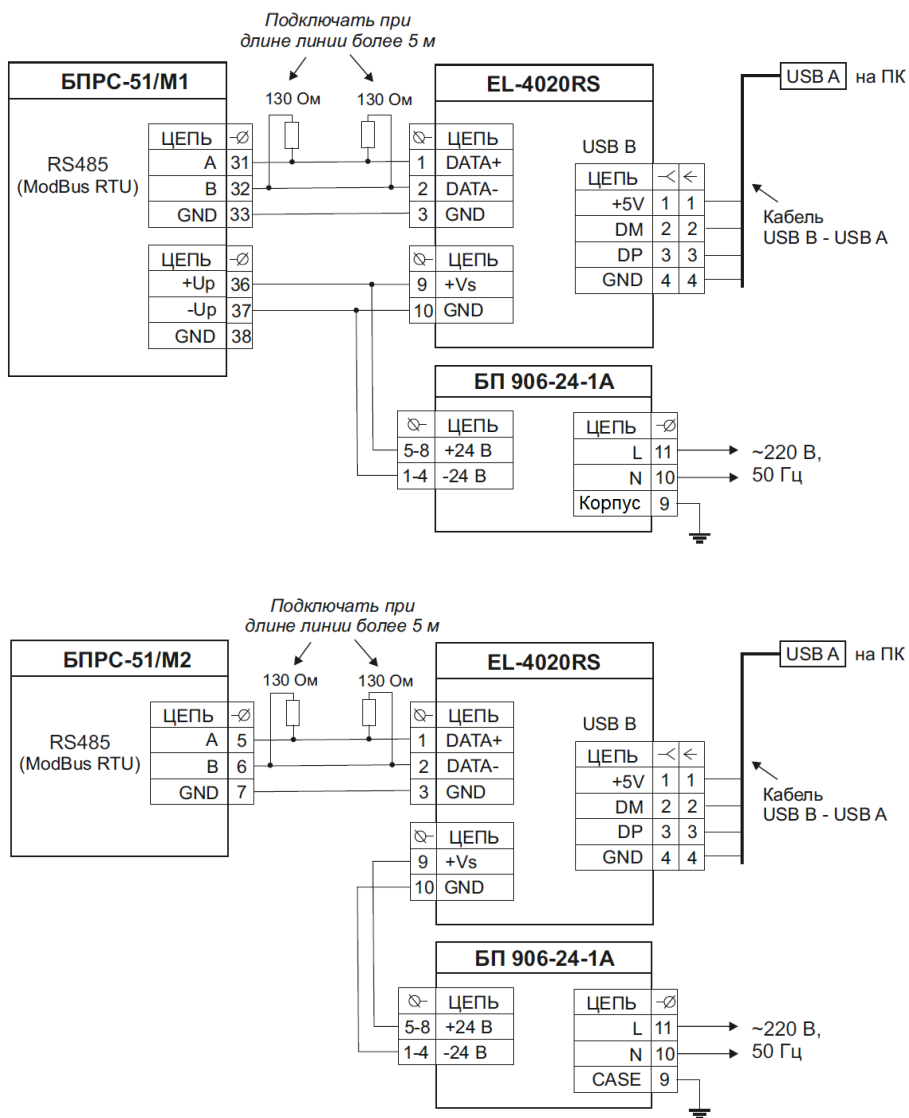 Подключать при
длине линии более 5 м
БПРС-51/М1
130 Ом 130 Ом
EL-4020RS
USB A на ПК
RS485
(ModBus RTU)
ЦЕПЬ
A 31
B 32
GND 33
ЦЕПЬ
+Up 36
-Up 37
GND 38
ЦЕПЬ
1 DATA+
2 DATA-
3 GND
ЦЕПЬ
9 +Vs
10 GND
USB B
ЦЕПЬ
+5V 1 1
DM 2 2
DP 3 3
GND 4 4
Кабель
USB B - USB A
БП 906-24-1А
ЦЕПЬ
5-8 +24 В
1-4 -24 В
ЦЕПЬ
L 11
N 10
Корпус 9
~220 В,
50 Гц
Подключать при
длине линии более 5 м
БПРС-51/М2
130 Ом 130 Ом
EL-4020RS
USB A на ПК
RS485
(ModBus RTU)
ЦЕПЬ
A 5
B 6
GND 7
ЦЕПЬ
1 DATA+
2 DATA-
3 GND
ЦЕПЬ
9 +Vs
10 GND
USB B
ЦЕПЬ
+5V 1 1
DM 2 2
DP 3 3
GND 4 4
Кабель
USB B - USB A
БП 906-24-1А
ЦЕПЬ
5-8 +24 В
1-4 -24 В
ЦЕПЬ
L 11
N 10
CASE 9
~220 В,
50 Гц